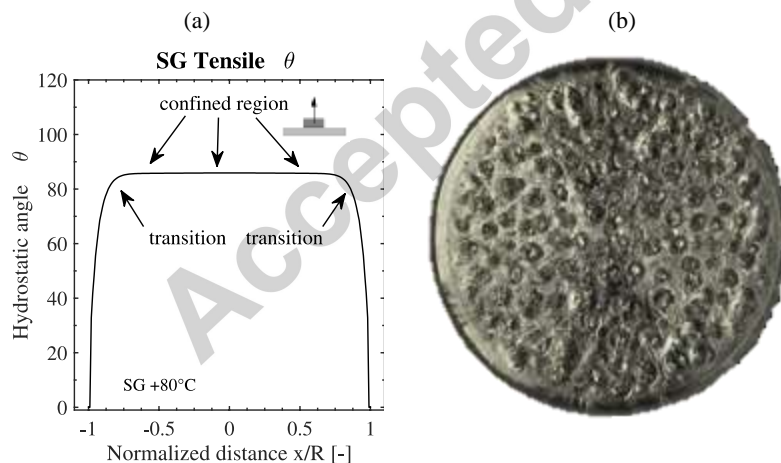 (a)
SG Tensile θ
120
100
80
60
40
20
0
Hydrostatic angle θ
confined region
transition
transition
SG +80°C
-1
-0.5
0
0.5
1
Normalized distance x/R [-]
(b)
Accepted